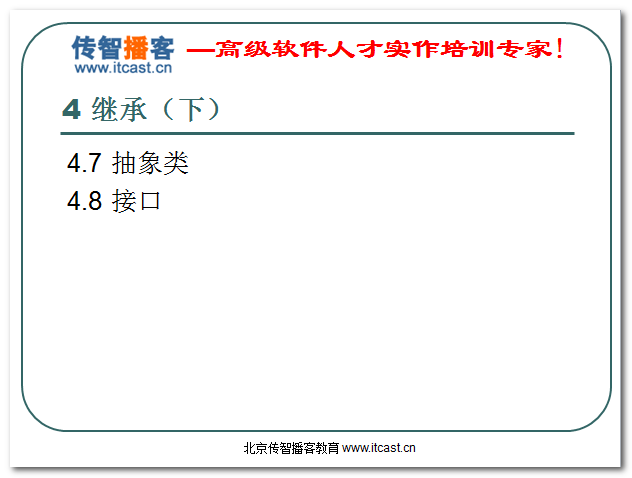 传智播客 —高级软件人才实作培训专家!
www.itcast.cn
4 继承（下）
4.7 抽象类
4.8 接口
北京传智播客教育 www.itcast.cn